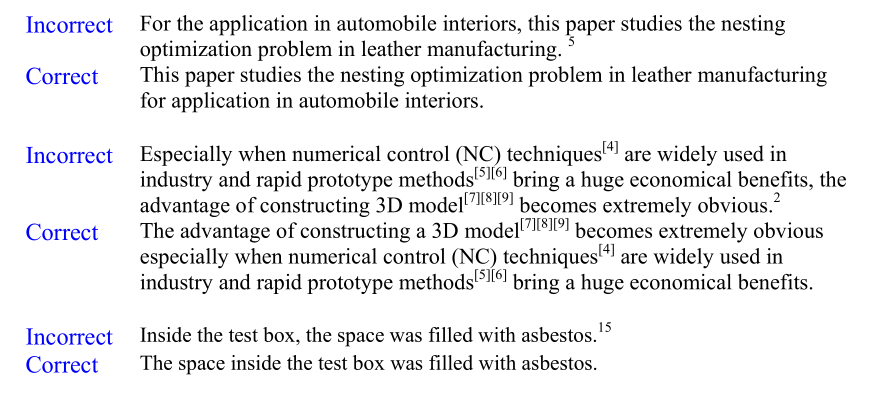 Incorrect For the application in automobile interiors, this paper studies the nesting
optimization problem in leather manufacturing. 5
Correct This paper studies the nesting optimization problem in leather manufacturing
for application in automobile interiors.
Incorrect Especially when numerical control (NC) techniques[4] are widely used in
industry and rapid prototype methods[5][6] bring a huge economical benefits, the
advantage of constructing 3D model[7][8][9] becomes extremely obvious.2
Correct The advantage of constructing a 3D model[7][8][9] becomes extremely obvious
especially when numerical control (NC) techniques[4] are widely used in
industry and rapid prototype methods[5][6] bring a huge economical benefits.
Incorrect Inside the test box, the space was filled with asbestos.15
Correct The space inside the test box was filled with asbestos.